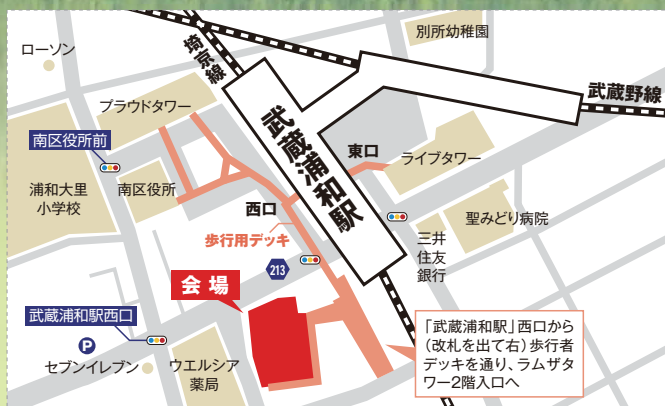 別所幼稚園
ローソン
埼京線
武蔵野線
プラウドタワー
武蔵浦和駅
南区役所前
東口
ライブタワー
浦和大里
小学校
南区役所
西口
聖みどり病院
歩行用デッキ
三井
住友
銀行
213
会場
武蔵浦和駅西口
「武蔵浦和駅」西口から
(改札を出て右)歩行者
デッキを通り、ラムザタ
ワー2階入口へ
P
セブンイレブン
ウエルシア
薬局